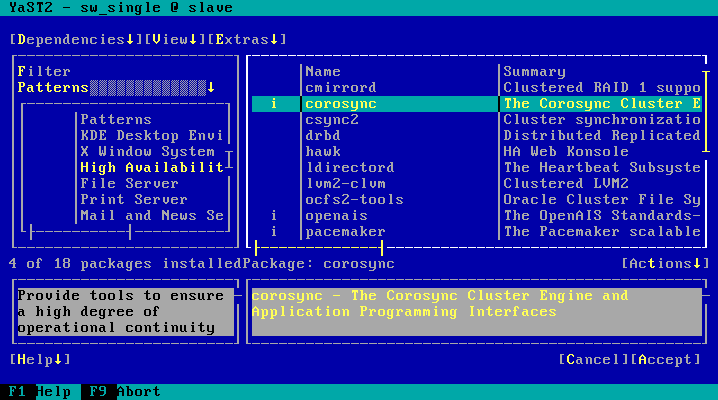 YaST2 - sw_single @ slave
[Dependencies↓][View↓][Extras↓]
Filter
Patterns▒▒▒▒▒▒▒▒▒▒▒▒↓
Patterns
KDE Desktop Envi
X Window System
High Availabilit
File Server
Print Server
Mail and News Se
Name Summary
cmirrord Clustered RAID 1 suppo
i corosync The Corosync Cluster E
csync2 Cluster synchronizatio
drbd Distributed Replicated
hawk HA Web Konsole
ldirectord The Heartbeat Subsyste
lvm2-clvm Clustered LVM2
ocfs2-tools Oracle Cluster File Sy
i openais The OpenAIS Standards-
i pacemaker The Pacemaker scalable
4 of 18 packages installedPackage: corosync [Actions↓]
Provide tools to ensure
a high degree of
operational continuity
corosync - The Corosync Cluster Engine and
Application Programming Interfaces
[Help↓] [Cancel][Accept]
F1 Help F9 Abort